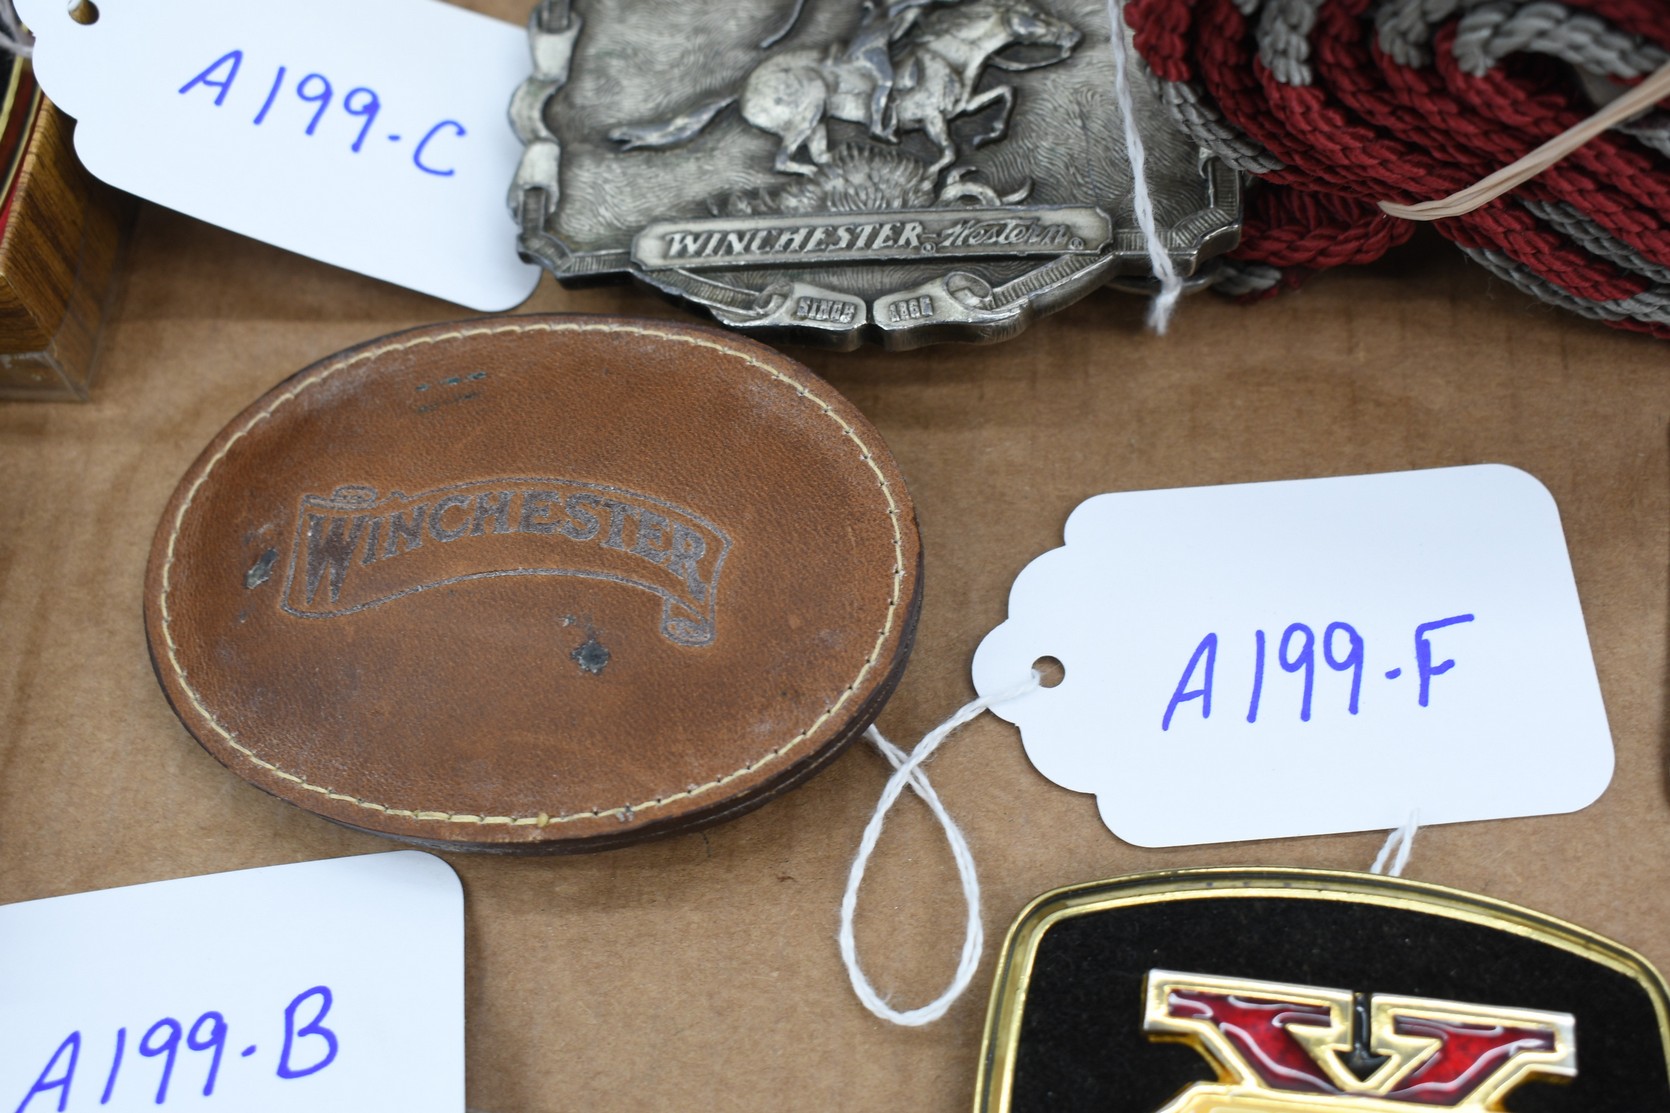 A199-C
WINCHESTER® Western®
SINCE 1866
WINCHESTER
A199-F
A199-B